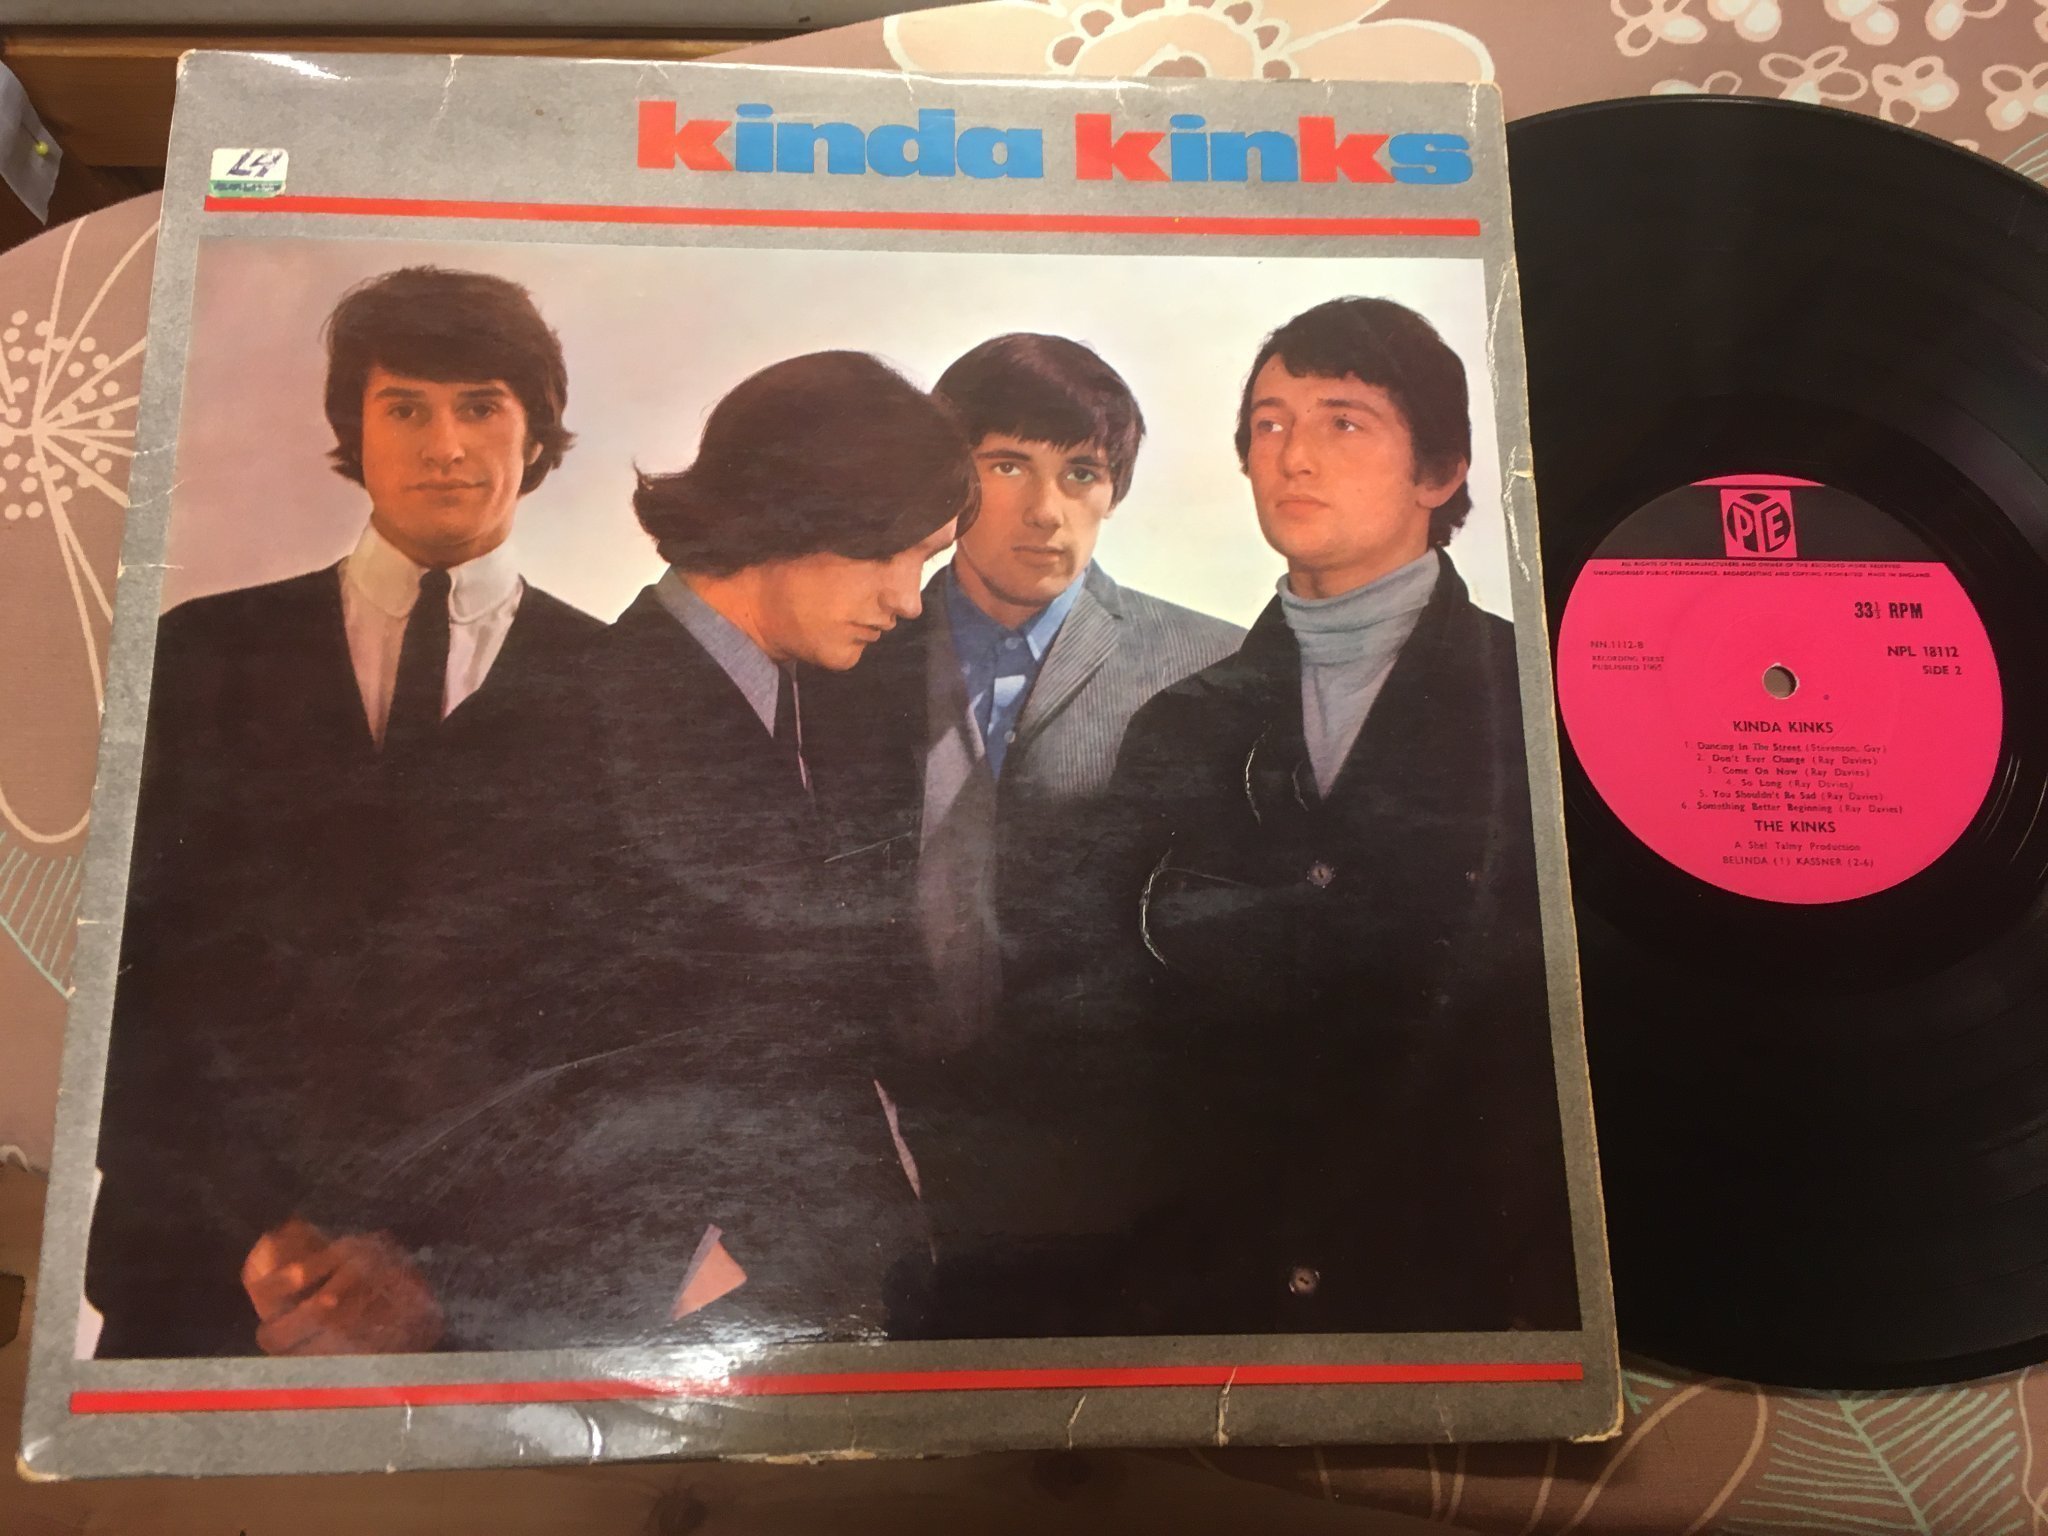 kinda kinks
PYE
ALL RIGHTS OF THE MANUFACTURERS AND OWNER OF THE RECORDED WORK RESERVED.
UNAUTHORISED PUBLIC PERFORMANCE, BROADCASTING AND COPYING PROHIBITED. MADE IN ENGLAND.
33⅓ RPM
NN.1112-B
RECORDING FIRST
PUBLISHED 1965
NPL 18112
SIDE 2
KINDA KINKS
1. Dancing In The Street (Stevenson, Gay)
2. Don't Ever Change (Ray Davies)
3. Come On Now (Ray Davies)
4. So Long (Ray Davies)
5. You Shouldn't Be Sad (Ray Davies)
6. Something Better Beginning (Ray Davies)
THE KINKS
A Shel Talmy Production
BELINDA (1) KASSNER (2-6)